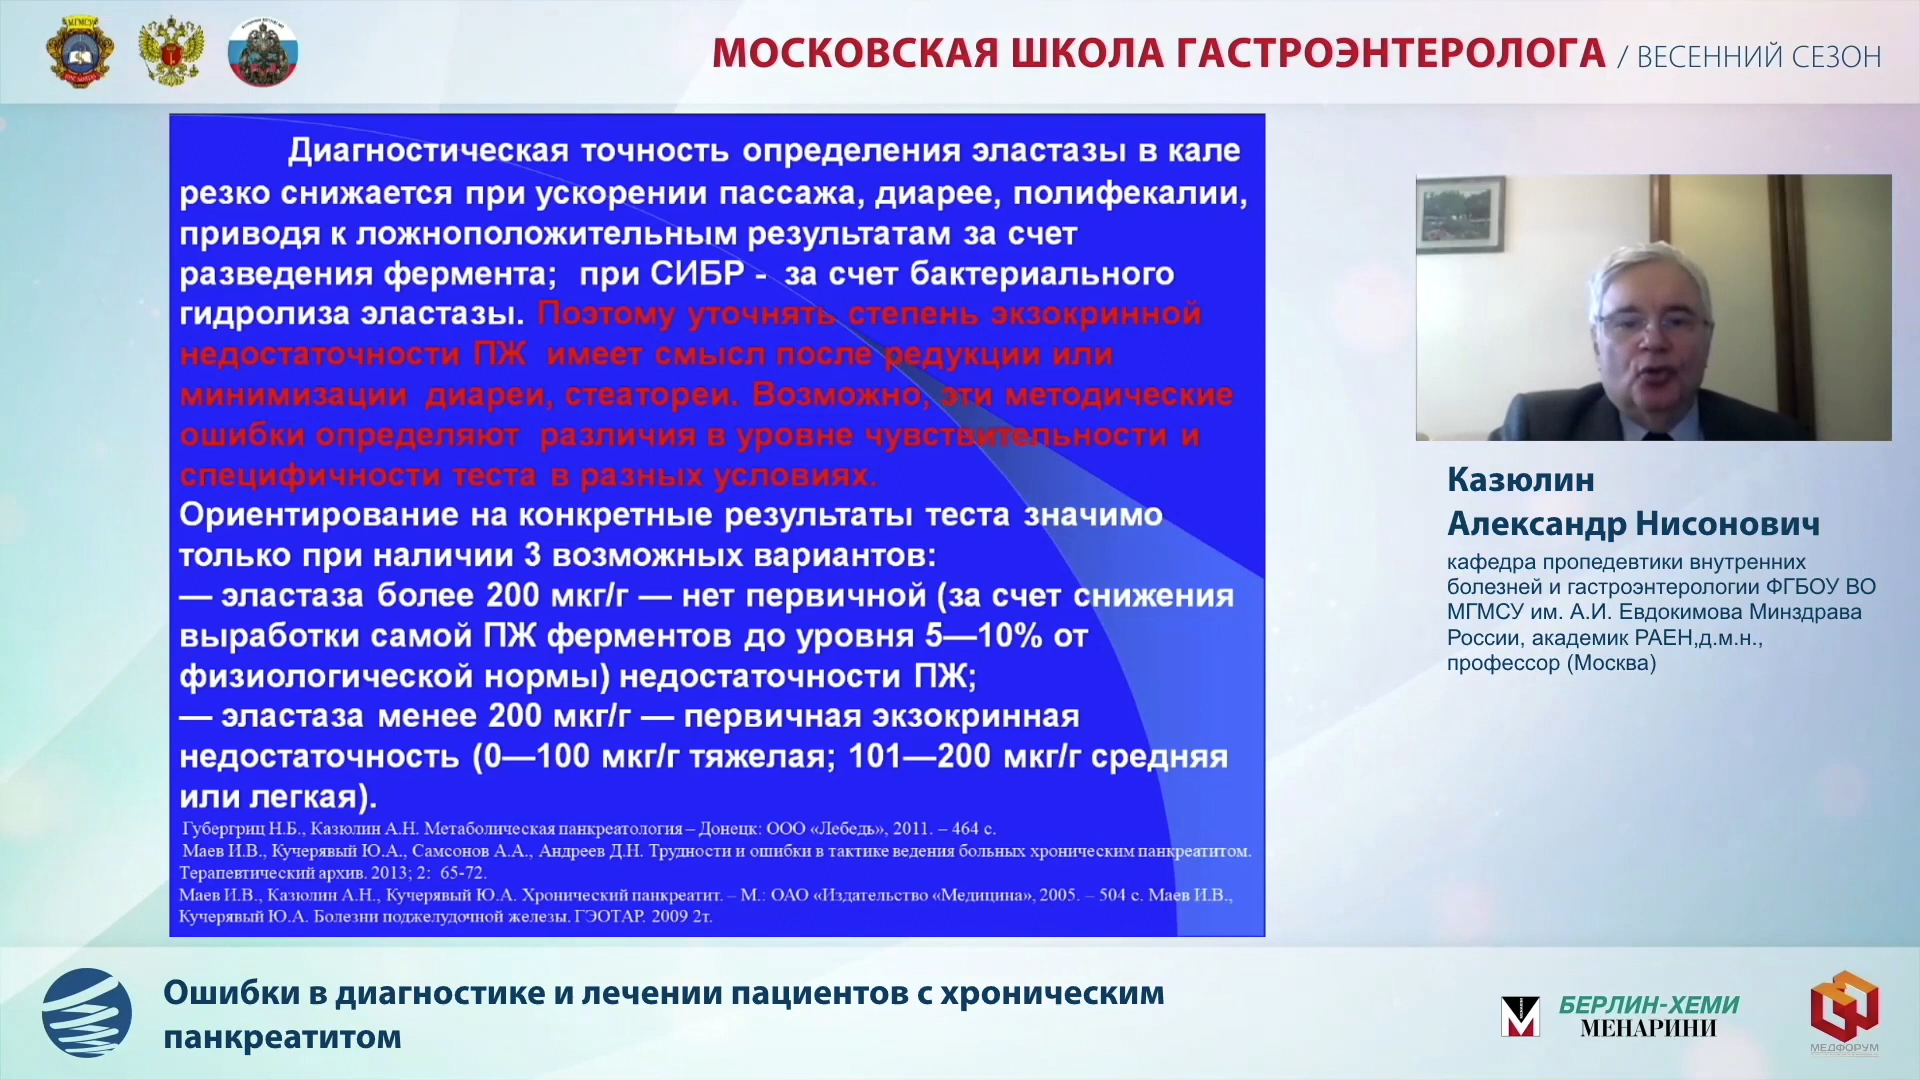 МОСКОВСКАЯ ШКОЛА ГАСТРОЭНТЕРОЛОГА / ВЕСЕННИЙ СЕЗОН
Диагностическая точность определения эластазы в кале
резко снижается при ускорении пассажа, диарее, полифекалии,
приводя к ложноположительным результатам за счет
разведения фермента; при СИБР - за счет бактериального
гидролиза эластазы. Поэтому уточнять степень экзокринной
недостаточности ПЖ имеет смысл после редукции или
минимизации диареи, стеатореи. Возможно, эти методические
ошибки определяют различия в уровне чувствительности и
специфичности теста в разных условиях.
Ориентирование на конкретные результаты теста значимо
только при наличии 3 возможных вариантов:
— эластаза более 200 мкг/г — нет первичной (за счет снижения
выработки самой ПЖ ферментов до уровня 5—10% от
физиологической нормы) недостаточности ПЖ;
— эластаза менее 200 мкг/г — первичная экзокринная
недостаточность (0—100 мкг/г тяжелая; 101—200 мкг/г средняя
или легкая).
Губергриц Н.Б., Казюлин А.Н. Метаболическая панкреатология – Донецк: ООО «Лебедь», 2011. – 464 с.
Маев И.В., Кучерявый Ю.А., Самсонов А.А., Андреев Д.Н. Трудности и ошибки в тактике ведения больных хроническим панкреатитом.
Терапевтический архив. 2013; 2: 65-72.
Маев И.В., Казюлин А.Н., Кучерявый Ю.А. Хронический панкреатит. – М.: ОАО «Издательство «Медицина», 2005. – 504 с. Маев И.В.,
Кучерявый Ю.А. Болезни поджелудочной железы. ГЭОТАР. 2009 2т.
Казюлин
Александр Нисонович
кафедра пропедевтики внутренних
болезней и гастроэнтерологии ФГБОУ ВО
МГМСУ им. А.И. Евдокимова Минздрава
России, академик РАЕН,д.м.н.,
профессор (Москва)
Ошибки в диагностике и лечении пациентов с хроническим
панкреатитом
БЕРЛИН-ХЕМИ
МЕНАРИНИ
МЕДФОРУМ